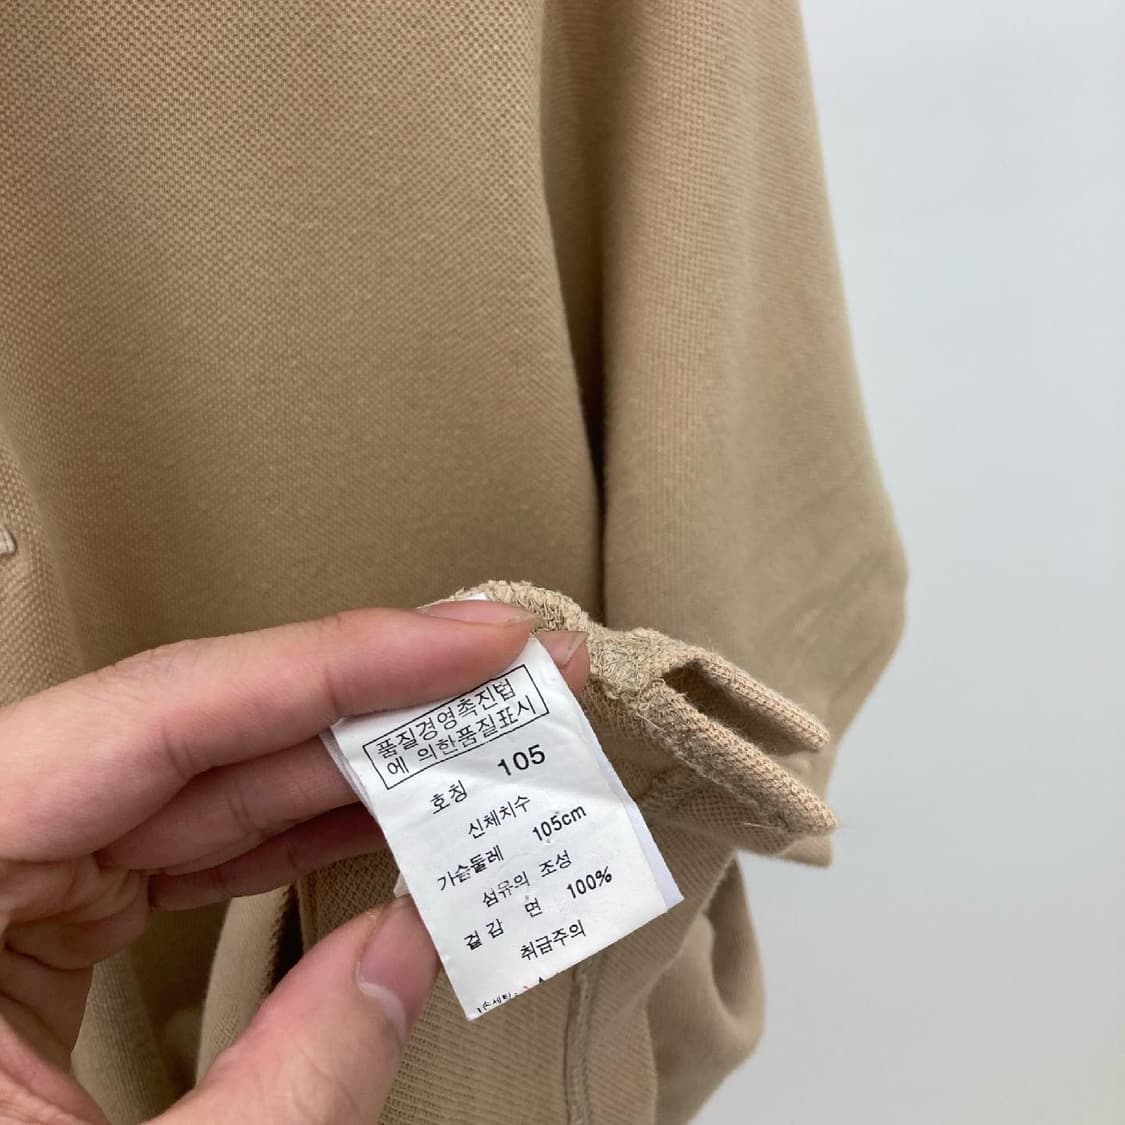 품질경영촉진법
에 의한품질표시
호칭 105
신체치수
가슴둘레 105cm
섬유의 조성
겉감 면 100%
취급주의